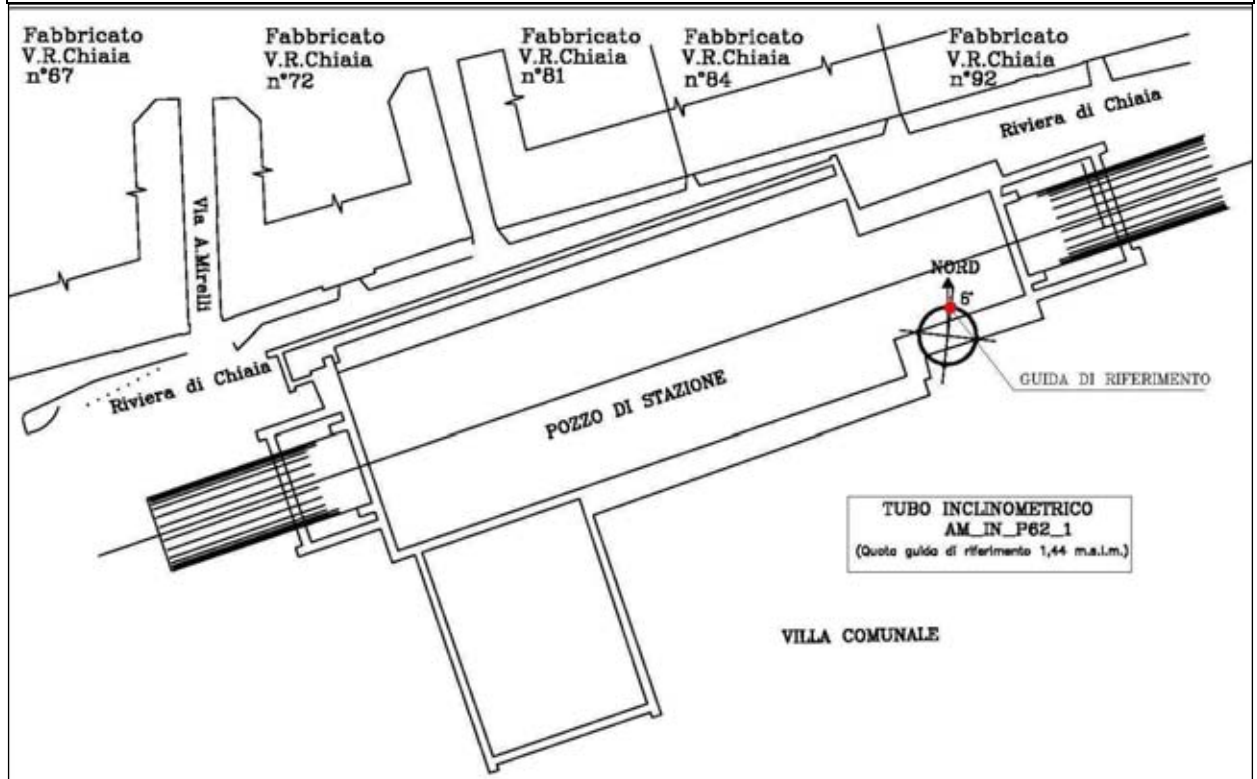 Fabbricato
V.R.Chiaia
n°67
Fabbricato
V.R.Chiaia
n°72
Fabbricato
V.R.Chiaia
n°81
Fabbricato
V.R.Chiaia
n°84
Fabbricato
V.R.Chiaia
n°92
Riviera di Chiaia
Via A.Mirelli
NORD
6°
Riviera di Chiaia
GUIDA DI RIFERIMENTO
POZZO DI STAZIONE
TUBO INCLINOMETRICO
AM_IN_P62_1
(Quota guida di riferimento 1,44 m.s.l.m.)
VILLA COMUNALE